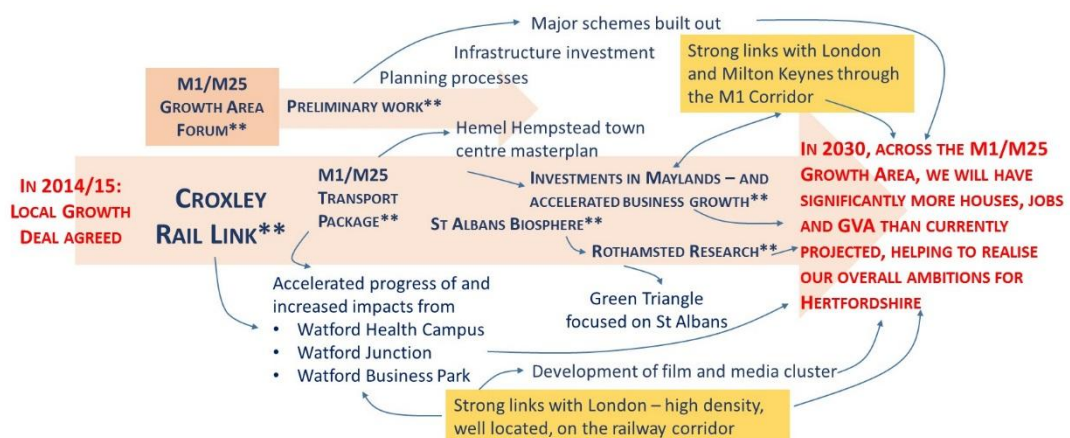 Major schemes built out
Infrastructure investment
Planning processes
Strong links with London
and Milton Keynes through
the M1 Corridor
M1/M25
GROWTH AREA
FORUM**
PRELIMINARY WORK**
Hemel Hempstead town
centre masterplan
IN 2014/15:
LOCAL GROWTH
DEAL AGREED
CROXLEY
RAIL LINK**
M1/M25
TRANSPORT
PACKAGE**
INVESTMENTS IN MAYLANDS – AND
ACCELERATED BUSINESS GROWTH**
ST ALBANS BIOSPHERE**
ROTHAMSTED RESEARCH**
IN 2030, ACROSS THE M1/M25
GROWTH AREA, WE WILL HAVE
SIGNIFICANTLY MORE HOUSES, JOBS
AND GVA THAN CURRENTLY
PROJECTED, HELPING TO REALISE
OUR OVERALL AMBITIONS FOR
HERTFORDSHIRE
Accelerated progress of and
increased impacts from
• Watford Health Campus
• Watford Junction
• Watford Business Park
Green Triangle
focused on St Albans
Development of film and media cluster
Strong links with London – high density,
well located, on the railway corridor